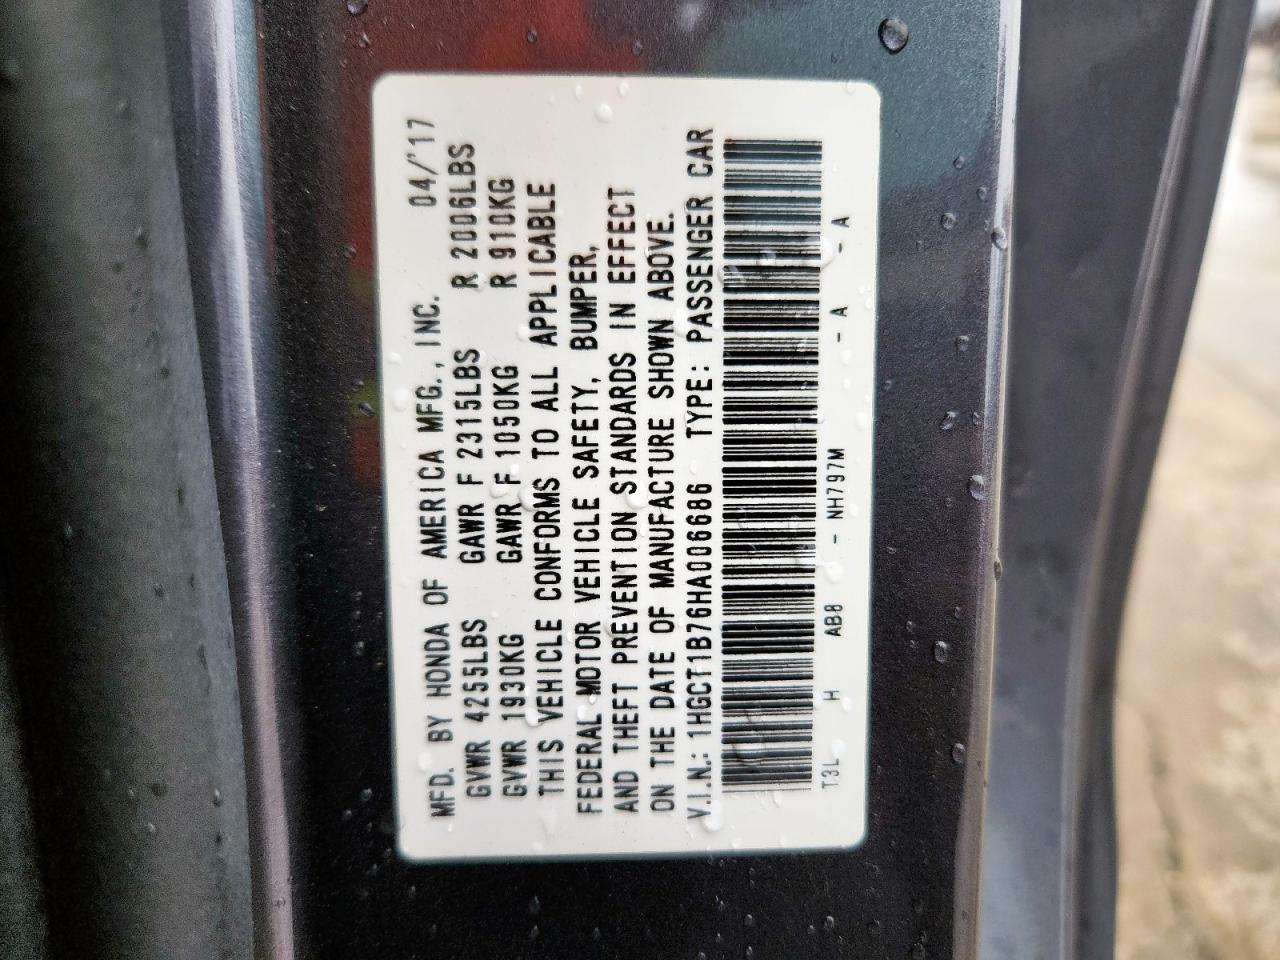 MFD. BY HONDA OF AMERICA MFG., INC. 04/'17
GVWR 4255LBS GAWR F 2315LBS R 2006LBS
GVWR 1930KG GAWR F 1050KG R 910KG
THIS VEHICLE CONFORMS TO ALL APPLICABLE
FEDERAL MOTOR VEHICLE SAFETY, BUMPER,
AND THEFT PREVENTION STANDARDS IN EFFECT
ON THE DATE OF MANUFACTURE SHOWN ABOVE.
V.I.N.: 1HGCT1B76HA006686 TYPE: PASSENGER CAR
T3L H AB8 - NH797M - A - A